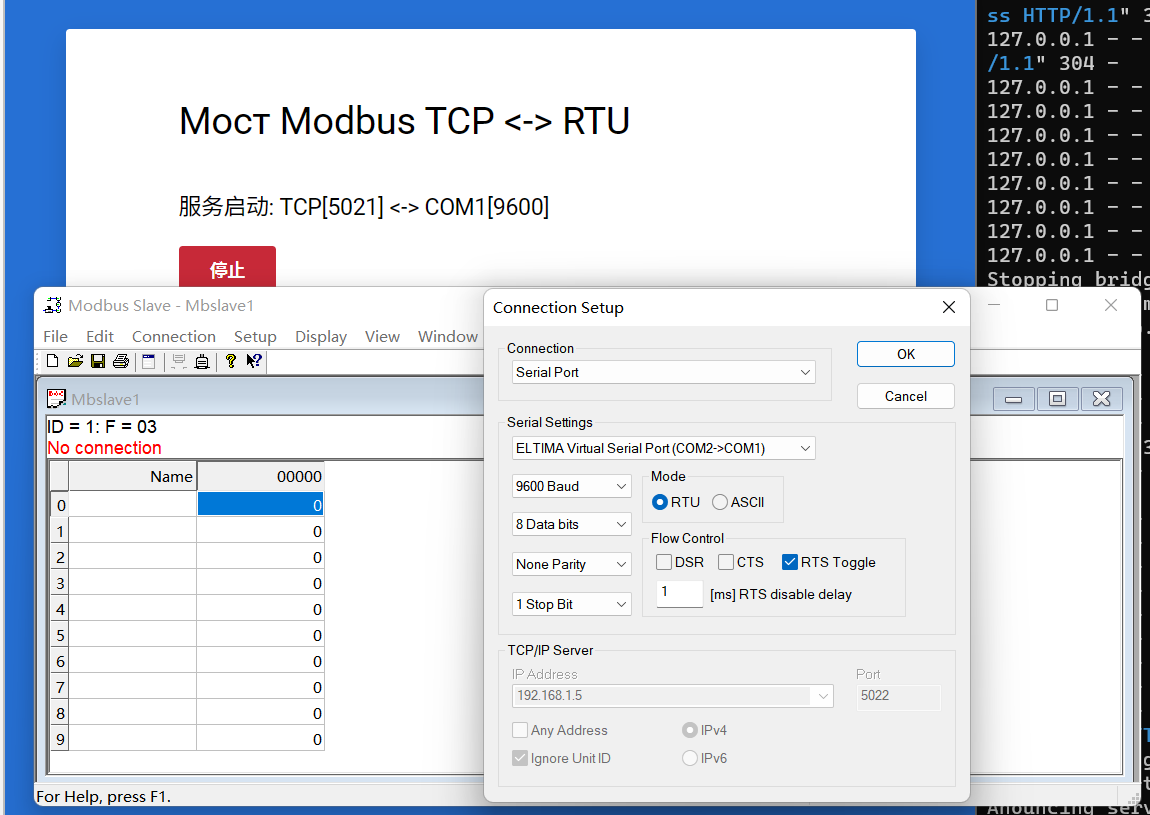 Мост Modbus TCP <-> RTU
服务启动: TCP[5021] <-> COM1[9600]
停止
ss HTTP/1.1" 3
127.0.0.1 - -
/1.1" 304 -
127.0.0.1 - -
127.0.0.1 - -
127.0.0.1 - -
127.0.0.1 - -
127.0.0.1 - -
127.0.0.1 - -
127.0.0.1 - -
127.0.0.1 - -
Stopping bridg
Modbus Slave - Mbslave1
File Edit Connection Setup Display View Window
Mbslave1
ID = 1: F = 03
No connection
Name 00000
0 0
1 0
2 0
3 0
4 0
5 0
6 0
7 0
8 0
9 0
For Help, press F1.
Connection Setup
Connection
Serial Port
OK
Cancel
Serial Settings
ELTIMA Virtual Serial Port (COM2->COM1)
9600 Baud
8 Data bits
None Parity
1 Stop Bit
Mode
RTU ASCII
Flow Control
DSR CTS RTS Toggle
1 [ms] RTS disable delay
TCP/IP Server
IP Address Port
192.168.1.5 5022
Any Address IPv4
Ignore Unit ID IPv6
Anouncing serv